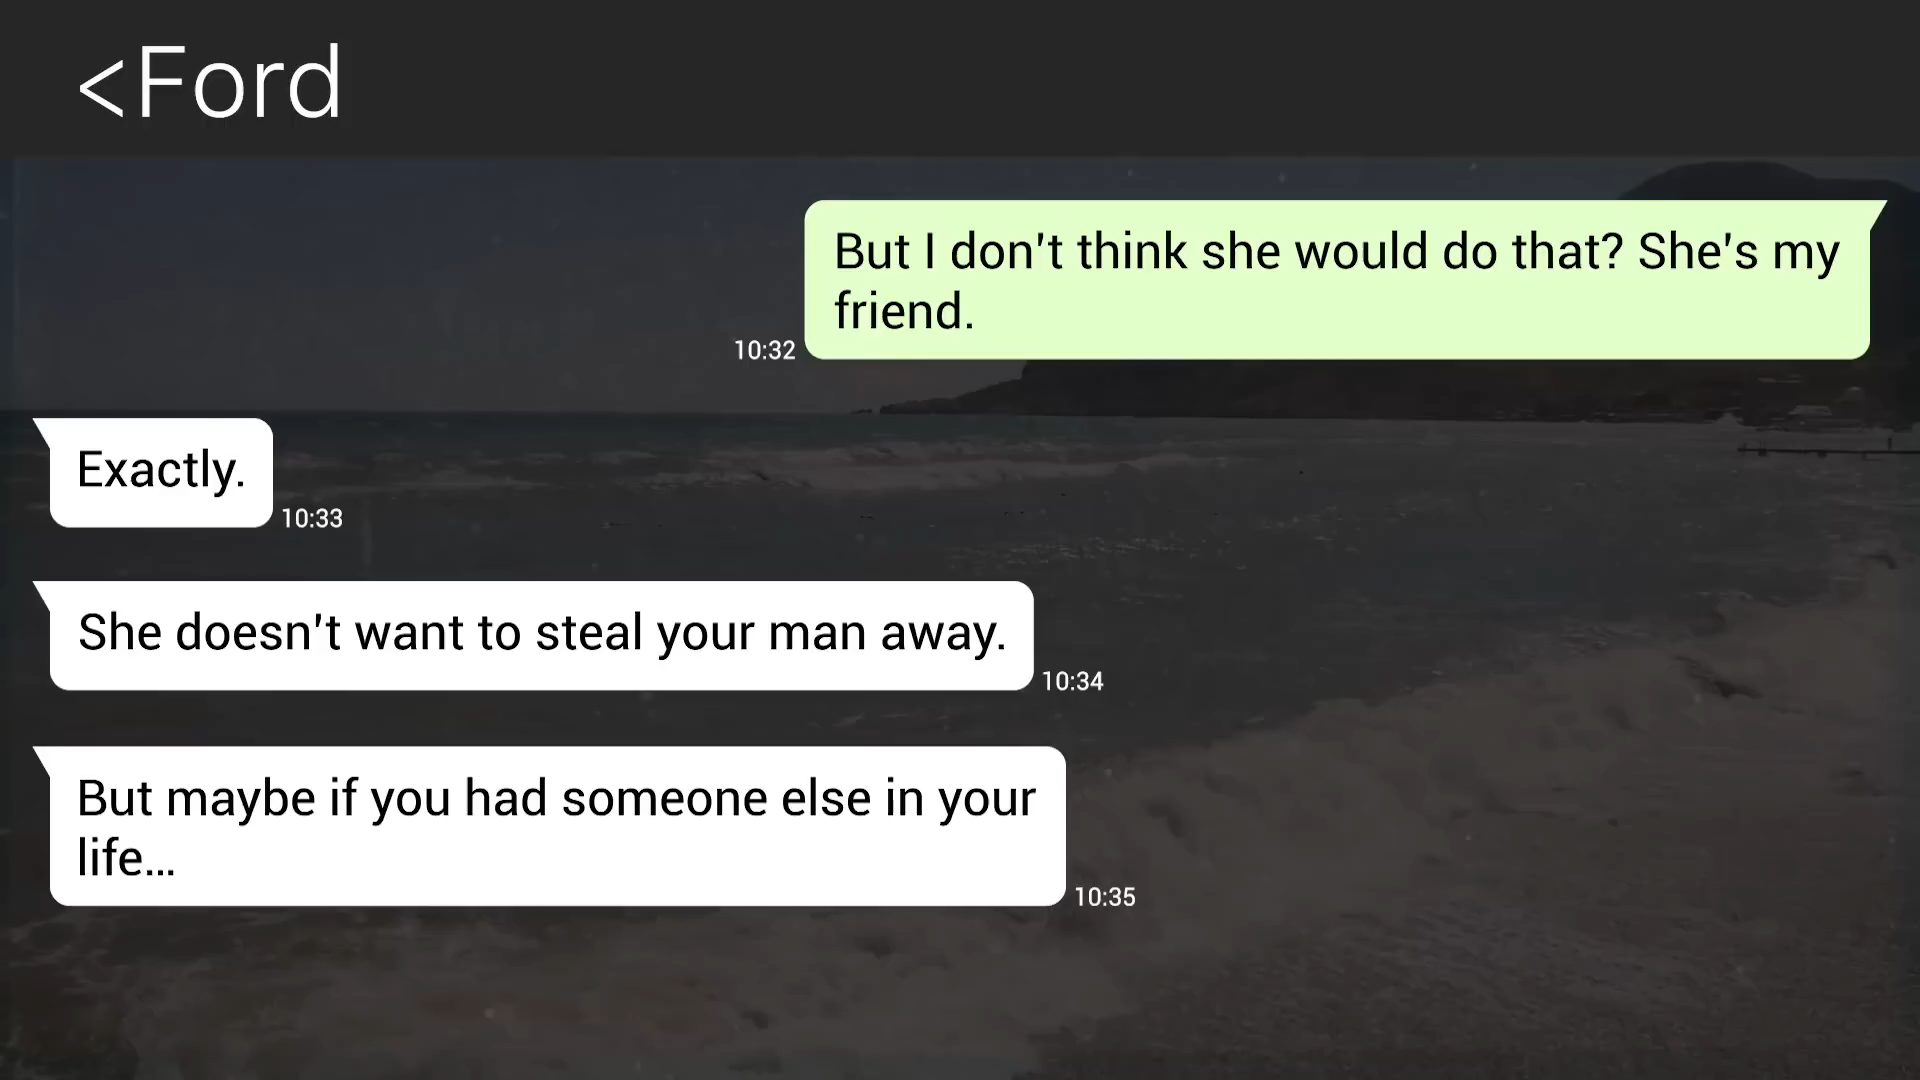 <Ford
But I don't think she would do that? She's my
friend.
10:32
Exactly.
10:33
She doesn't want to steal your man away.
10:34
But maybe if you had someone else in your
life...
10:35